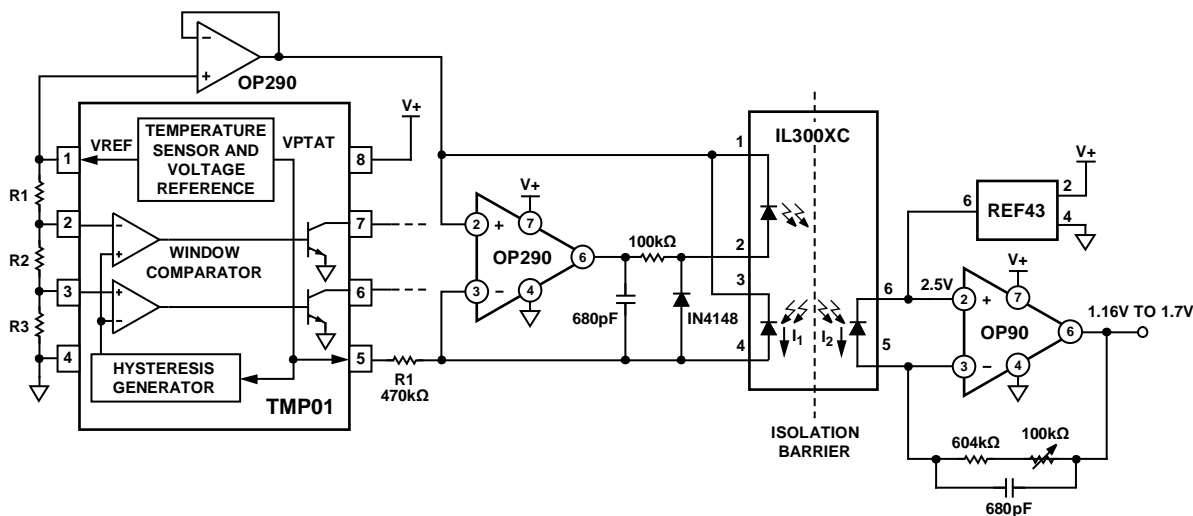 −
+
OP290
V+
VREF
TEMPERATURE
SENSOR AND
VOLTAGE
REFERENCE
VPTAT
1
8
R1
2
7
−
+
WINDOW
COMPARATOR
R2
3
6
+
−
R3
4
5
HYSTERESIS
GENERATOR
TMP01
R1
470kΩ
V+
2
+
7
OP290
6
3
−
4
100kΩ
680pF
IN4148
IL300XC
1
2
3
4
I1
I2
6
5
ISOLATION
BARRIER
V+
6
REF43
2
4
2.5V
V+
2
+
7
OP90
6
3
−
4
1.16V TO 1.7V
604kΩ
100kΩ
680pF